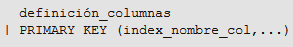 definición_columnas
| PRIMARY KEY (index_nombre_col,...)